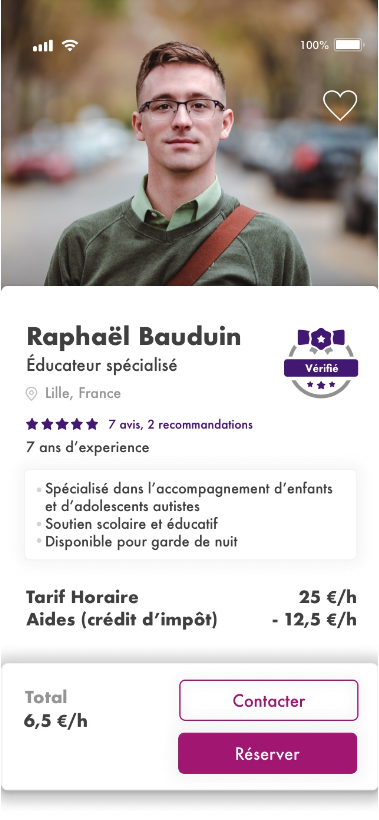 100%
Raphaël Bauduin
Éducateur spécialisé
Vérifié
Lille, France
7 avis, 2 recommandations
7 ans d’experience
Spécialisé dans l’accompagnement d’enfants
et d’adolescents autistes
Soutien scolaire et éducatif
Disponible pour garde de nuit
Tarif Horaire 25 €/h
Aides (crédit d’impôt) - 12,5 €/h
Total
6,5 €/h
Contacter
Réserver